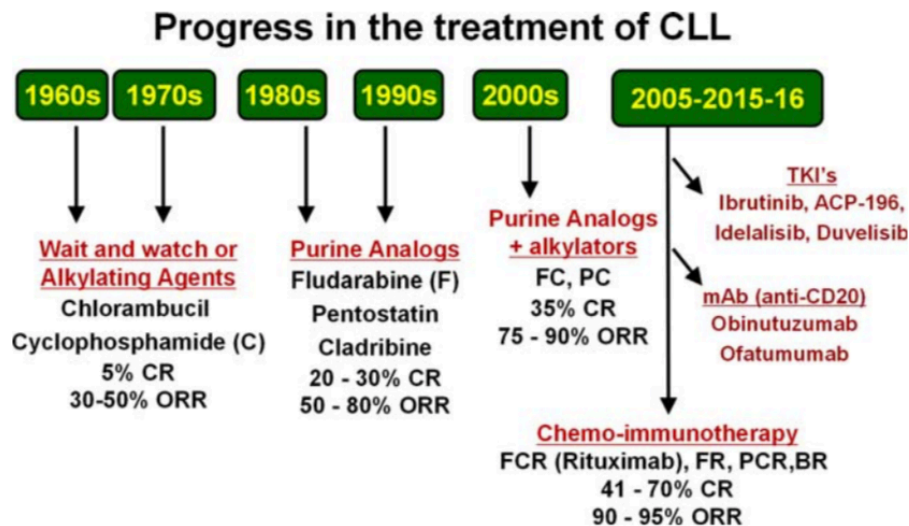 Progress in the treatment of CLL
1960s
1970s
1980s
1990s
2000s
2005-2015-16
Wait and watch or
Alkylating Agents
Chlorambucil
Cyclophosphamide (C)
5% CR
30-50% ORR
Purine Analogs
Fludarabine (F)
Pentostatin
Cladribine
20 - 30% CR
50 - 80% ORR
Purine Analogs
+ alkylators
FC, PC
35% CR
75 - 90% ORR
TKI's
Ibrutinib, ACP-196,
Idelalisib, Duvelisib
mAb (anti-CD20)
Obinutuzumab
Ofatumumab
Chemo-immunotherapy
FCR (Rituximab), FR, PCR,BR
41 - 70% CR
90 - 95% ORR